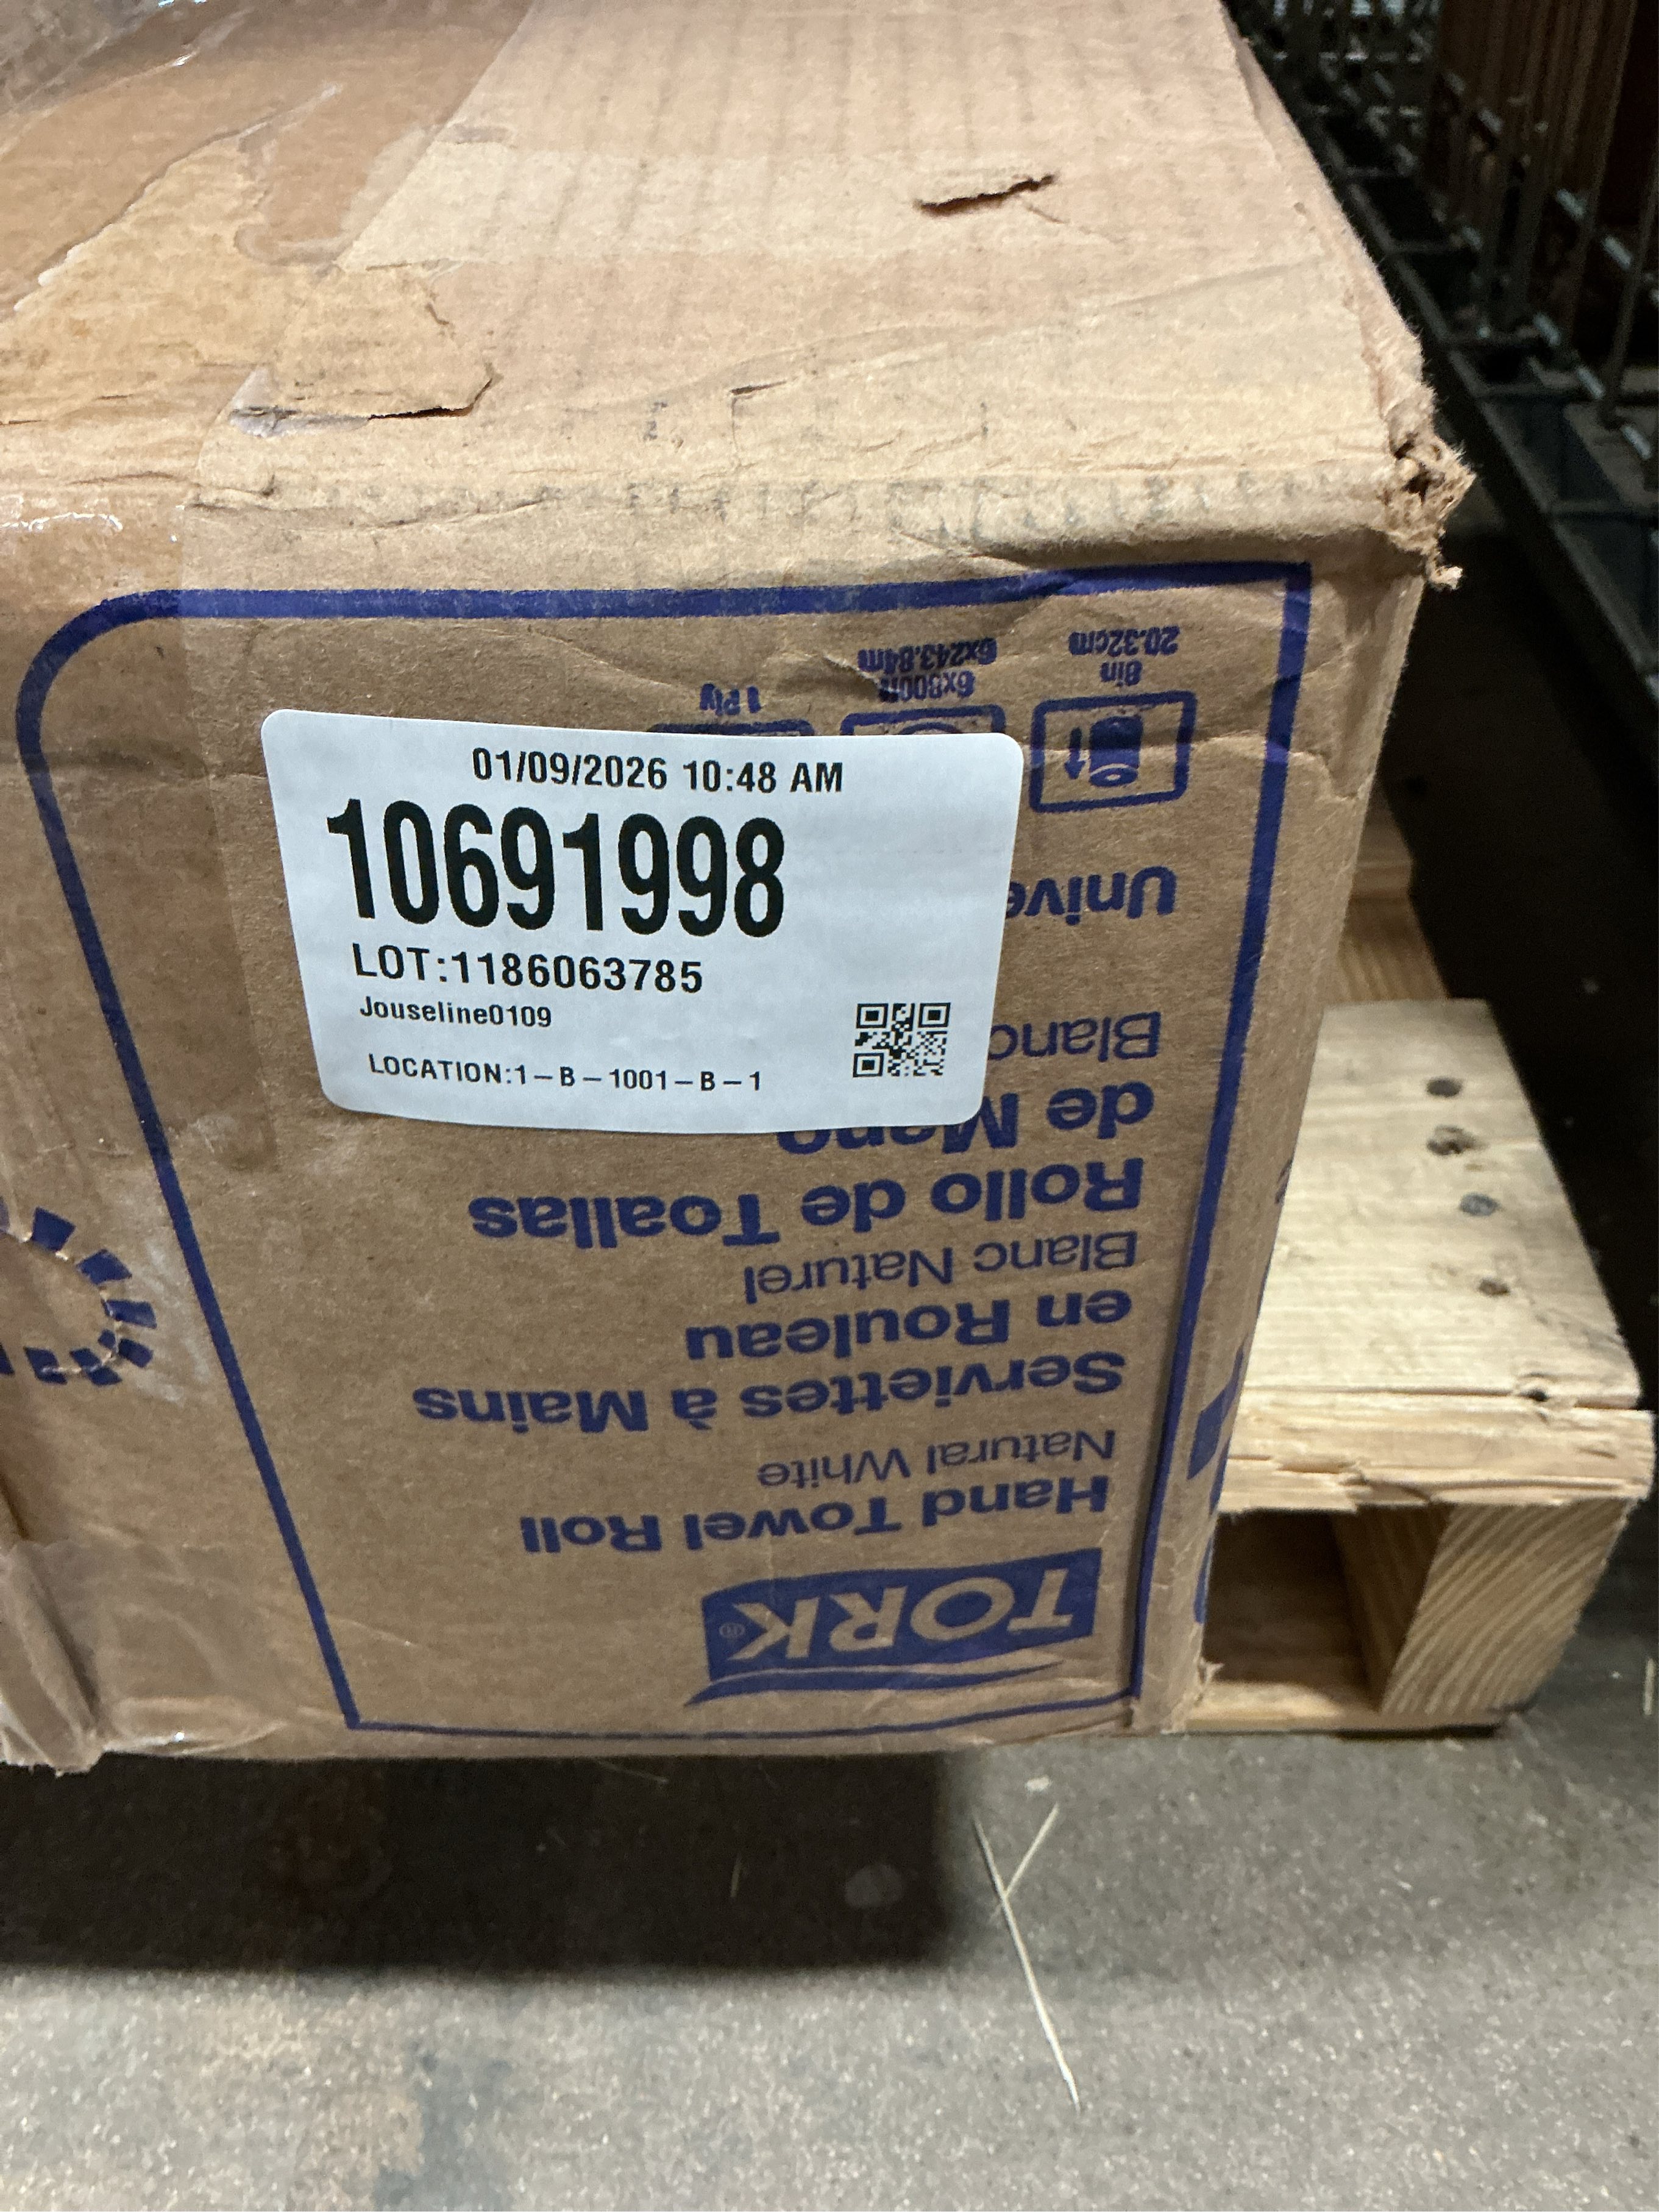 01/09/2026 10:48 AM
10691998
LOT:1186063785
Jouseline0109
LOCATION:1-B-1001-B-1
TORK®
Hand Towel Roll
Natural White
Serviettes à Mains
en Rouleau
Blanc Naturel
Rollo de Toallas
de Mano
Blanc
Unive
8in
20.32cm
6x800ft
6x243.84m
1 Ply